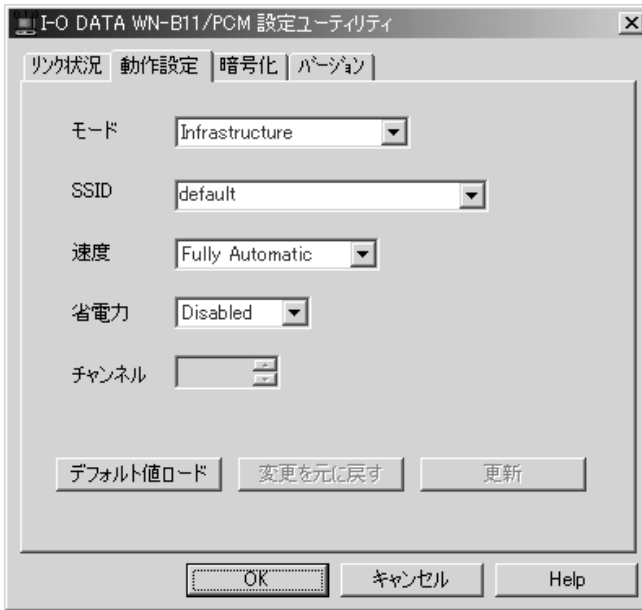 I-O DATA WN-B11/PCM 設定ユーティリティ
リンク状況 動作設定 暗号化 バージョン
モード Infrastructure
SSID default
速度 Fully Automatic
省電力 Disabled
チャンネル
デフォルト値ロード 変更を元に戻す 更新
OK キャンセル Help